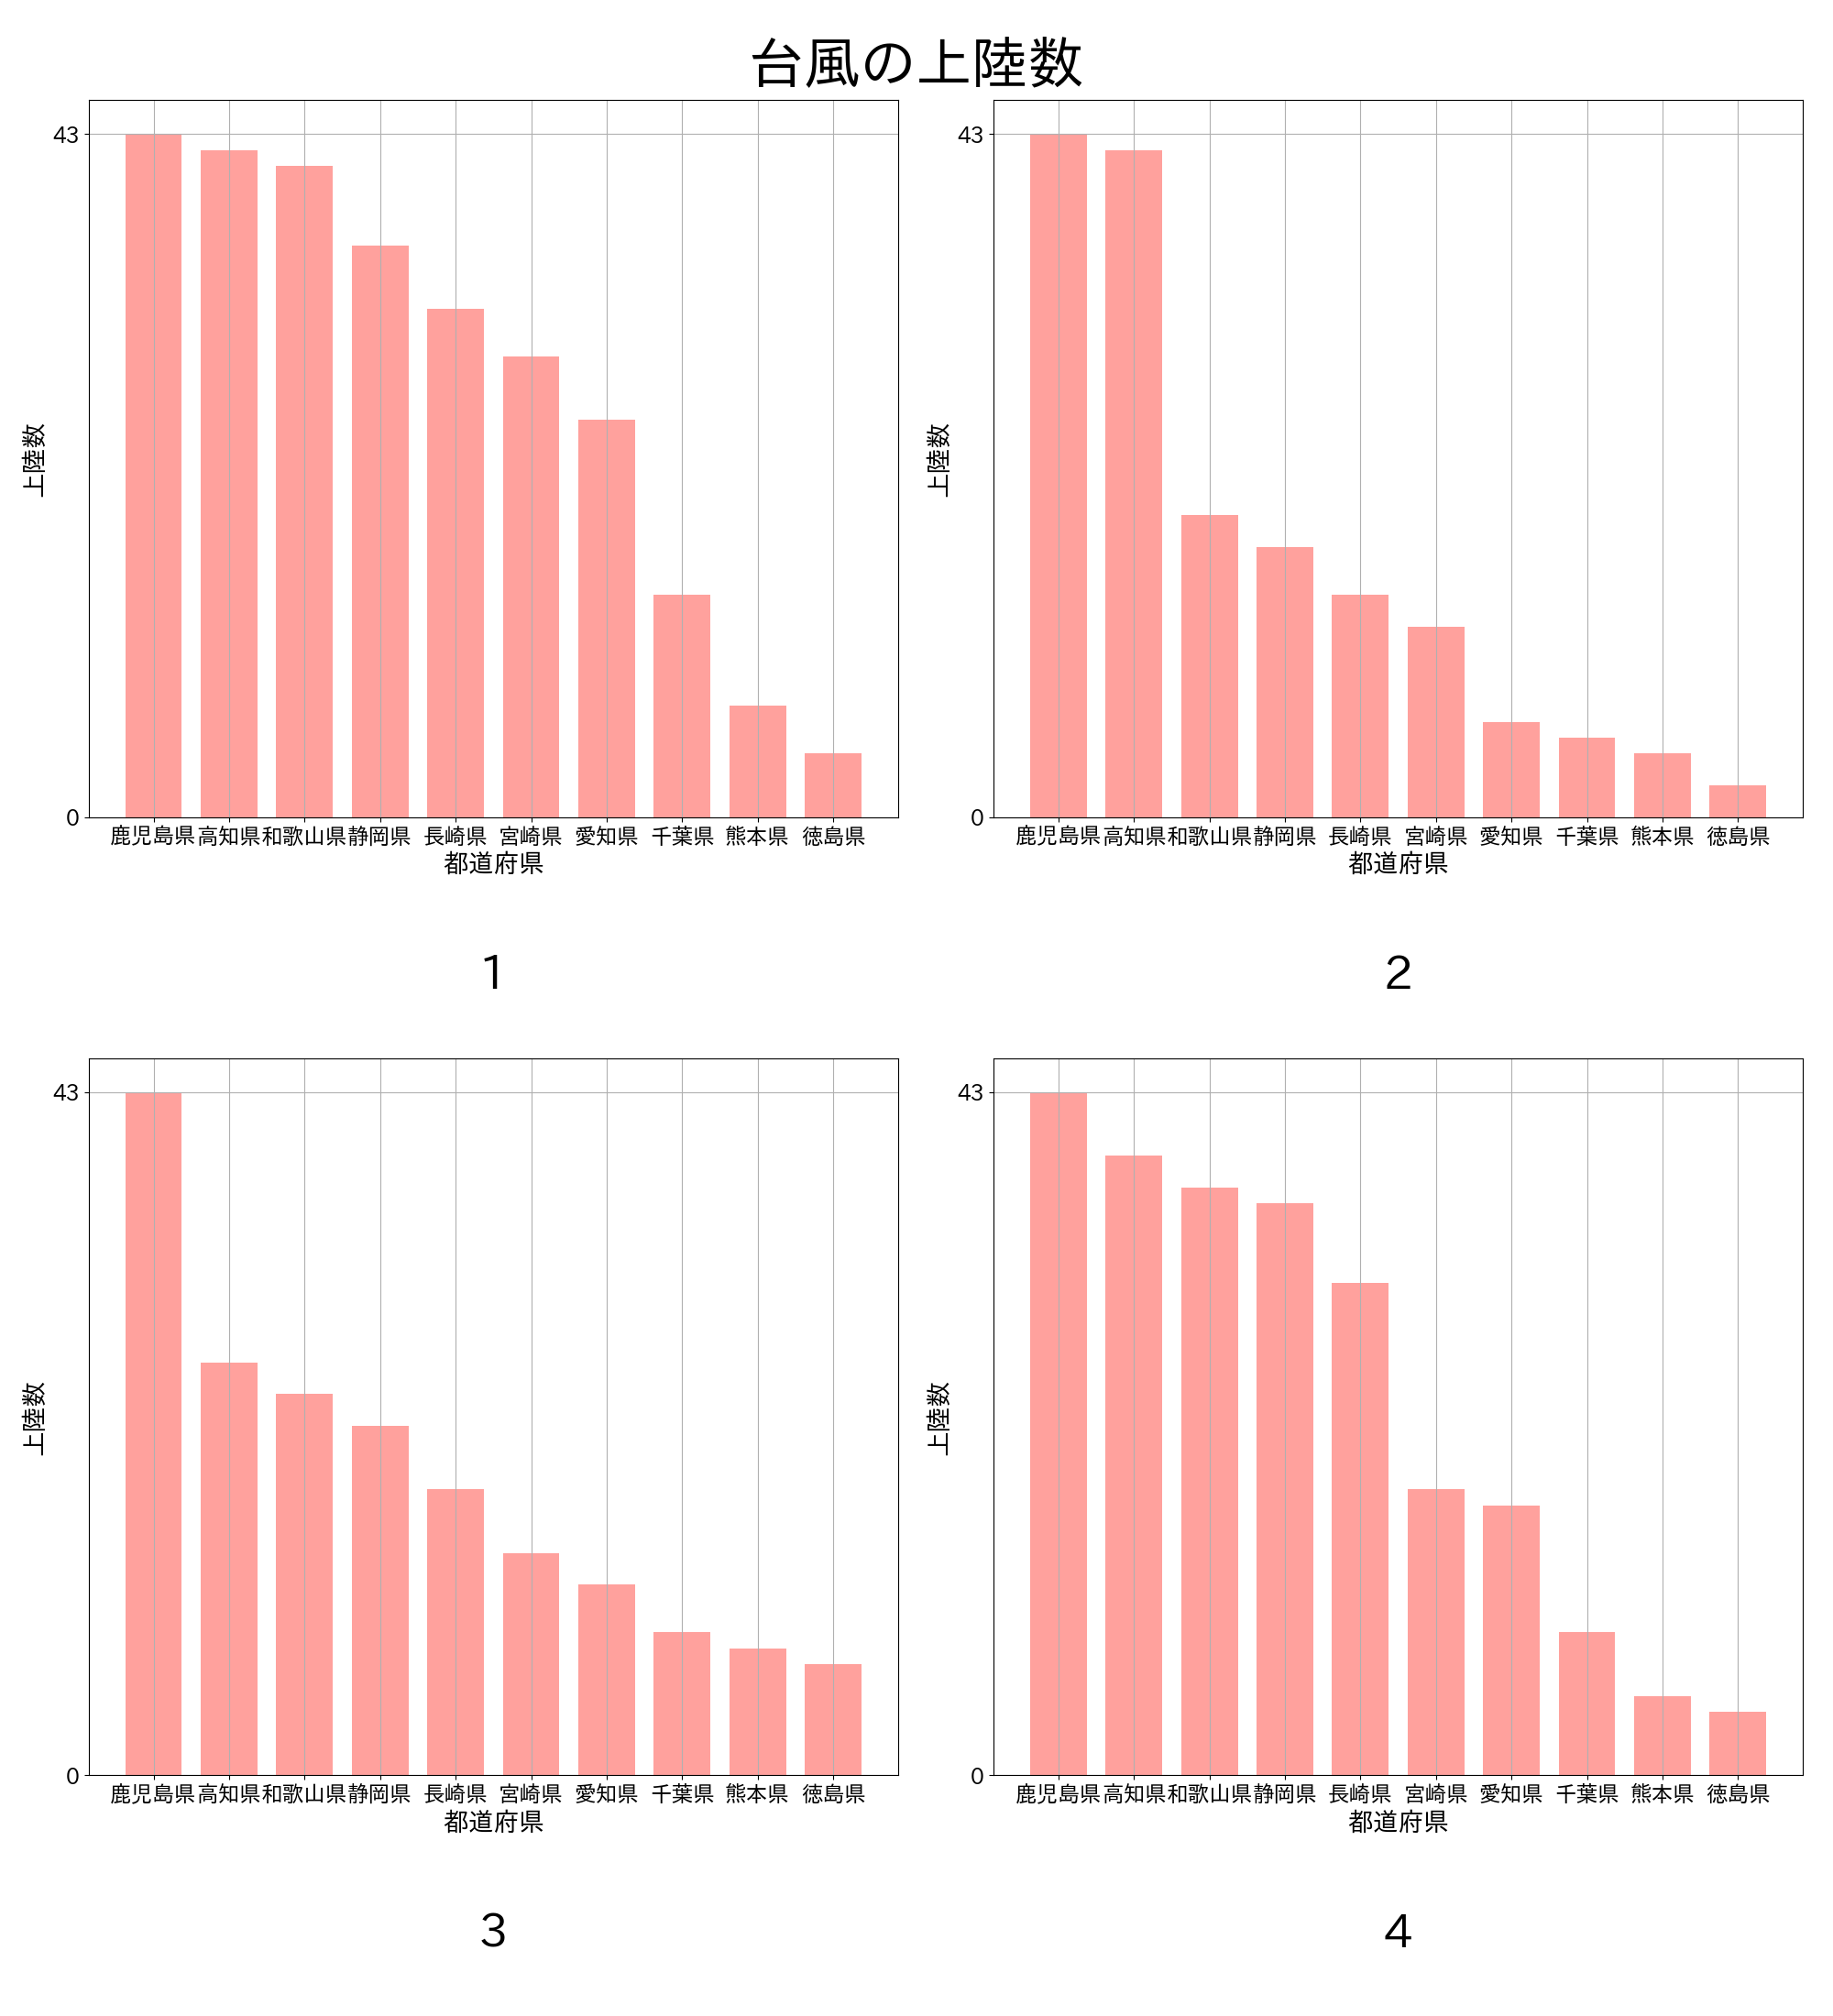 台風の上陸数
43
0
上陸数
鹿児島県 高知県 和歌山県 静岡県 長崎県 宮崎県 愛知県 千葉県 熊本県 徳島県
都道府県
1
43
0
上陸数
鹿児島県 高知県 和歌山県 静岡県 長崎県 宮崎県 愛知県 千葉県 熊本県 徳島県
都道府県
2
43
0
上陸数
鹿児島県 高知県 和歌山県 静岡県 長崎県 宮崎県 愛知県 千葉県 熊本県 徳島県
都道府県
3
43
0
上陸数
鹿児島県 高知県 和歌山県 静岡県 長崎県 宮崎県 愛知県 千葉県 熊本県 徳島県
都道府県
4